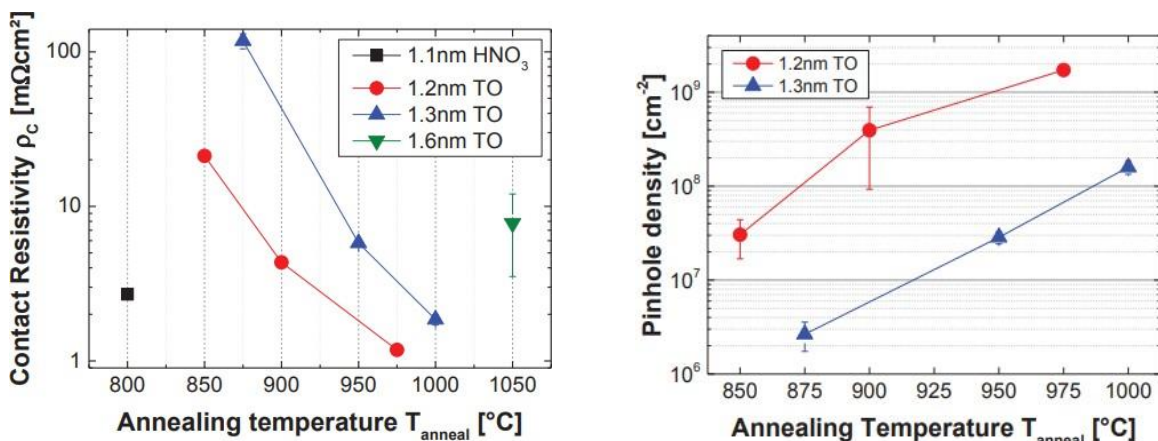 Contact Resistivity ρC [mΩcm²]
100
10
1
1.1nm HNO₃
1.2nm TO
1.3nm TO
1.6nm TO
800 850 900 950 1000 1050
Annealing temperature Tanneal [°C]
Pinhole density [cm⁻²]
10⁹
10⁸
10⁷
10⁶
1.2nm TO
1.3nm TO
850 875 900 925 950 975 1000
Annealing Temperature Tanneal [°C]